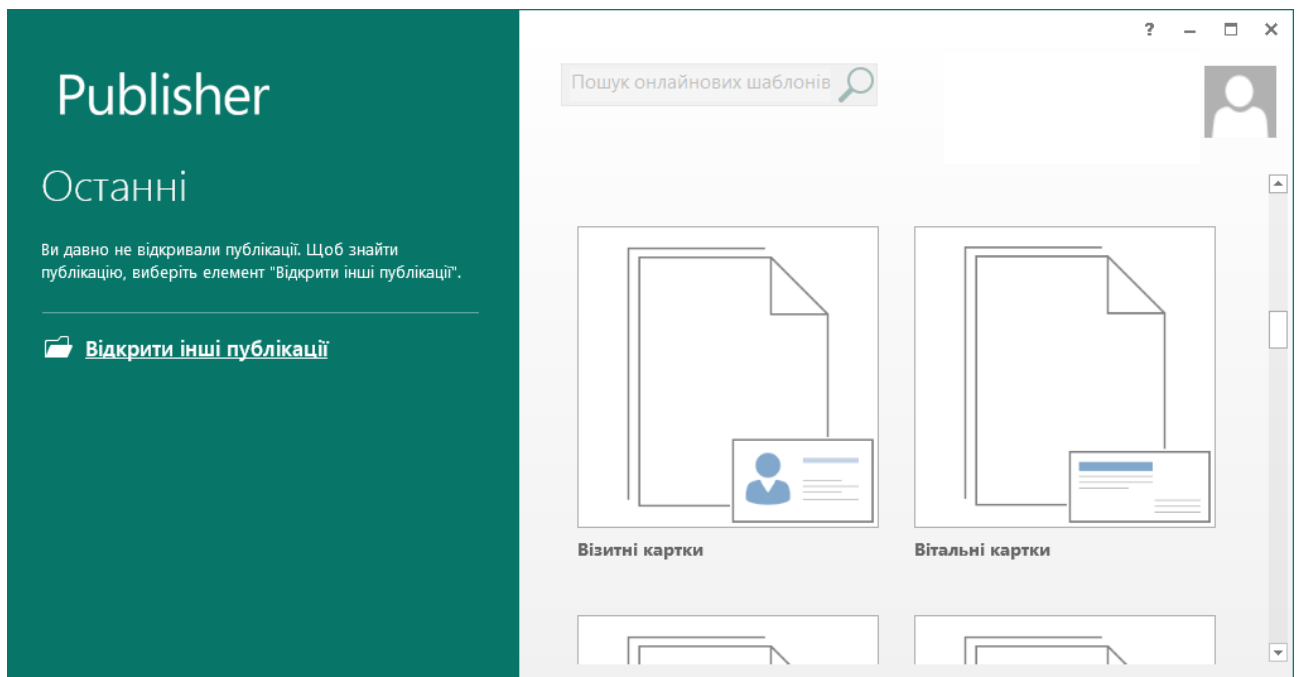 ?
Publisher
Пошук онлайнових шаблонів
Останні
Ви давно не відкривали публікації. Щоб знайти
публікацію, виберіть елемент "Відкрити інші публікації".
Відкрити інші публікації
Візитні картки
Вітальні картки